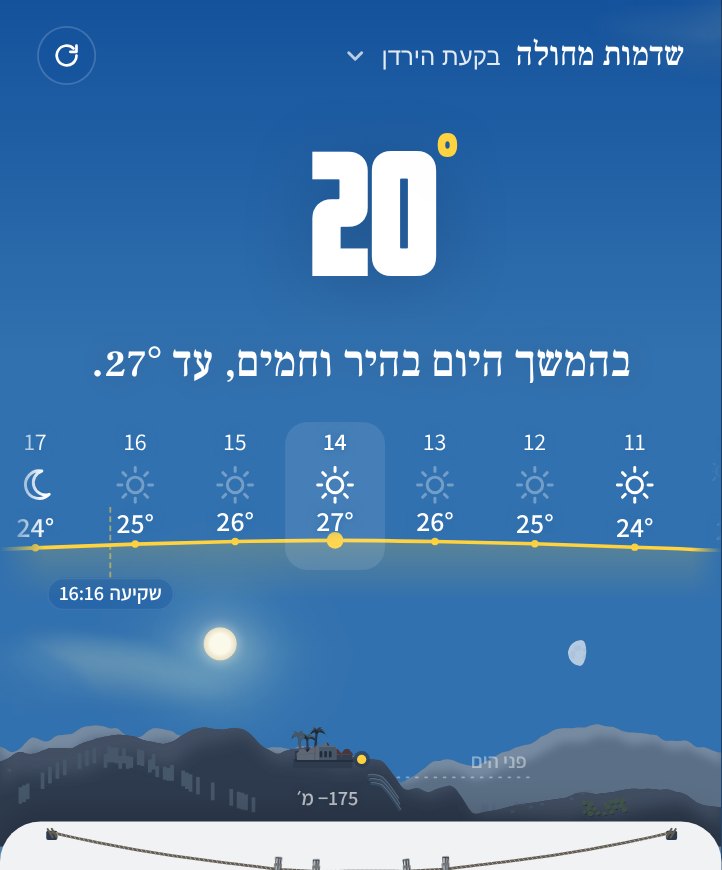 שדמות מחולה בקעת הירדן
20°
בהמשך היום בהיר וחמים, עד 27°.
11 12 13 14 15 16 17
24° 25° 26° 27° 26° 25° 24°
שקיעה 16:16
פני הים
−175 מ׳